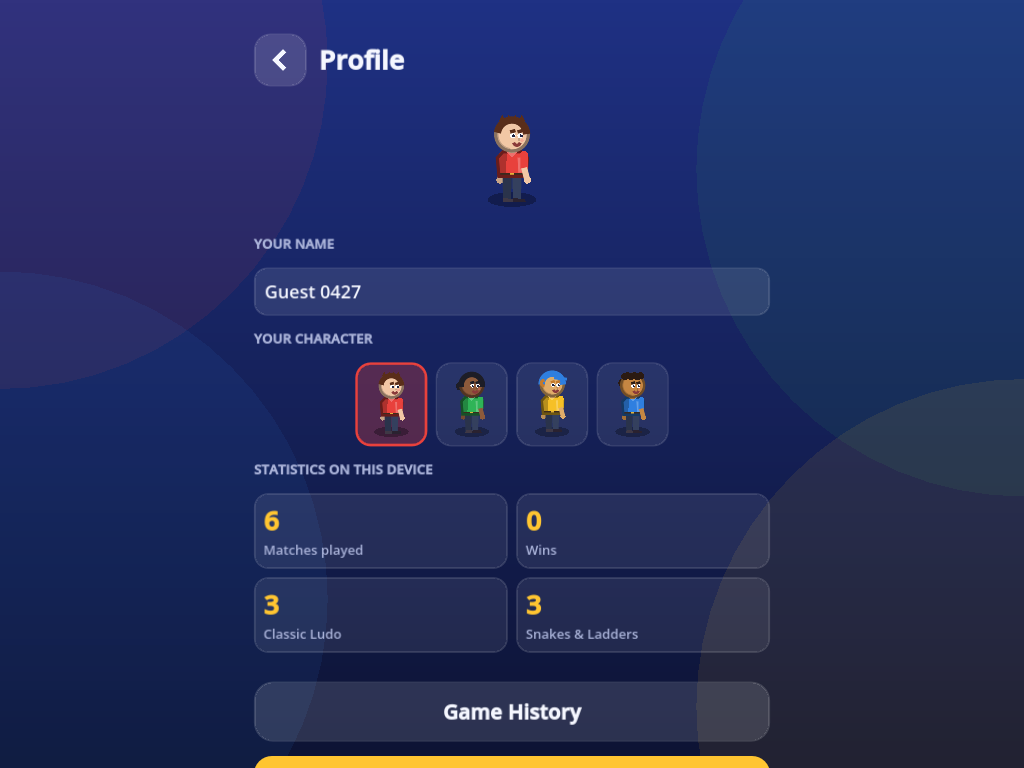 Profile
YOUR NAME
Guest 0427
YOUR CHARACTER
STATISTICS ON THIS DEVICE
6
Matches played
0
Wins
3
Classic Ludo
3
Snakes & Ladders
Game History